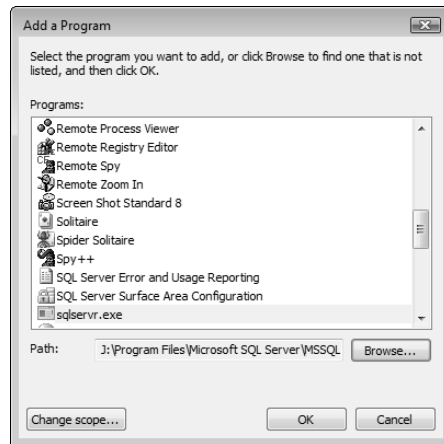 Add a Program
Select the program you want to add, or click Browse to find one that is not
listed, and then click OK.
Programs:
Remote Process Viewer
Remote Registry Editor
CE
Remote Spy
Remote Zoom In
Screen Shot Standard 8
Solitaire
Spider Solitaire
Spy++
SQL Server Error and Usage Reporting
SQL Server Surface Area Configuration
sqlservr.exe
Path: J:\Program Files\Microsoft SQL Server\MSSQL Browse...
Change scope... OK Cancel